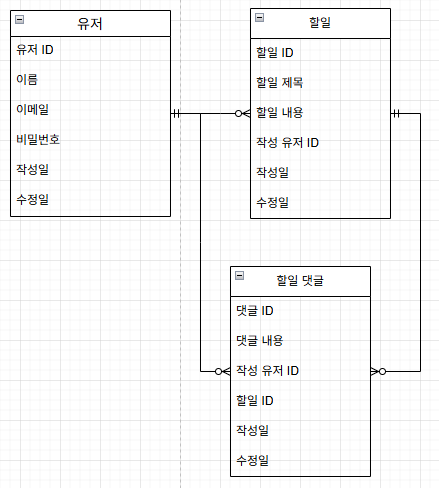 유저
유저 ID
이름
이메일
비밀번호
작성일
수정일
할일
할일 ID
할일 제목
할일 내용
작성 유저 ID
작성일
수정일
할일 댓글
댓글 ID
댓글 내용
작성 유저 ID
할일 ID
작성일
수정일